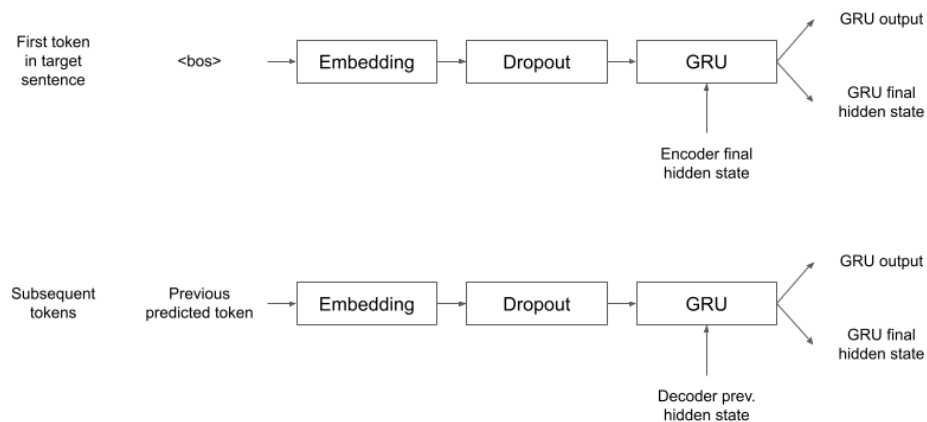 First token
in target
sentence
<bos>
Embedding
Dropout
GRU
GRU output
GRU final
hidden state
Encoder final
hidden state
Subsequent
tokens
Previous
predicted token
Embedding
Dropout
GRU
GRU output
GRU final
hidden state
Decoder prev.
hidden state